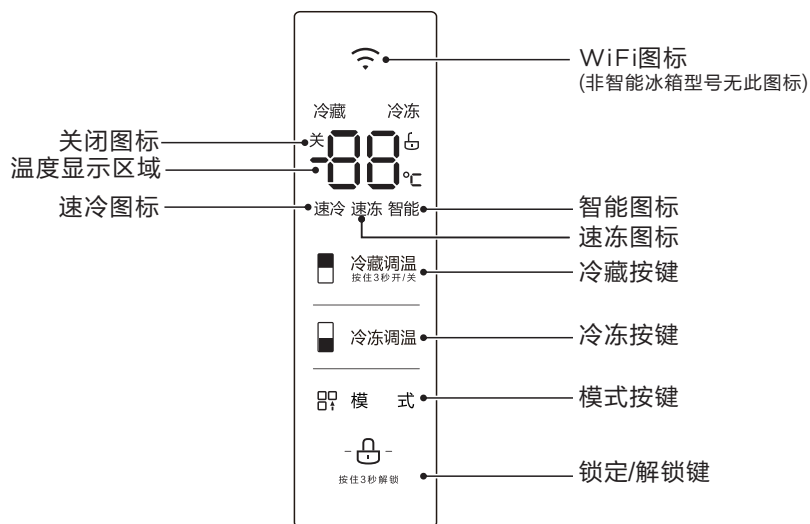 WiFi图标
(非智能冰箱型号无此图标)
冷藏 冷冻
关闭图标
关
88
℃
温度显示区域
速冷图标
速冷 速冻 智能
智能图标
速冻图标
冷藏调温
按住3秒开/关
冷藏按键
冷冻调温
冷冻按键
模 式
模式按键
按住3秒解锁
锁定/解锁键